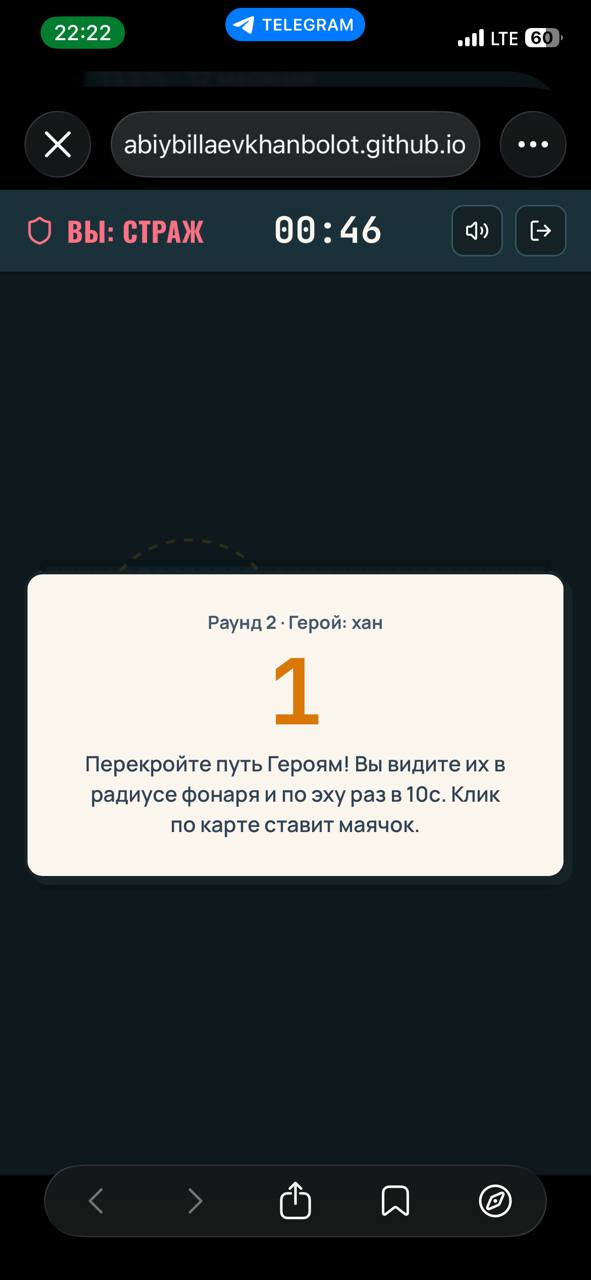 22:22
TELEGRAM
LTE
60
abiybillaevkhanbolot.github.io
ВЫ: СТРАЖ
00:46
Раунд 2 · Герой: хан
1
Перекройте путь Героям! Вы видите их в
радиусе фонаря и по эху раз в 10с. Клик
по карте ставит маячок.